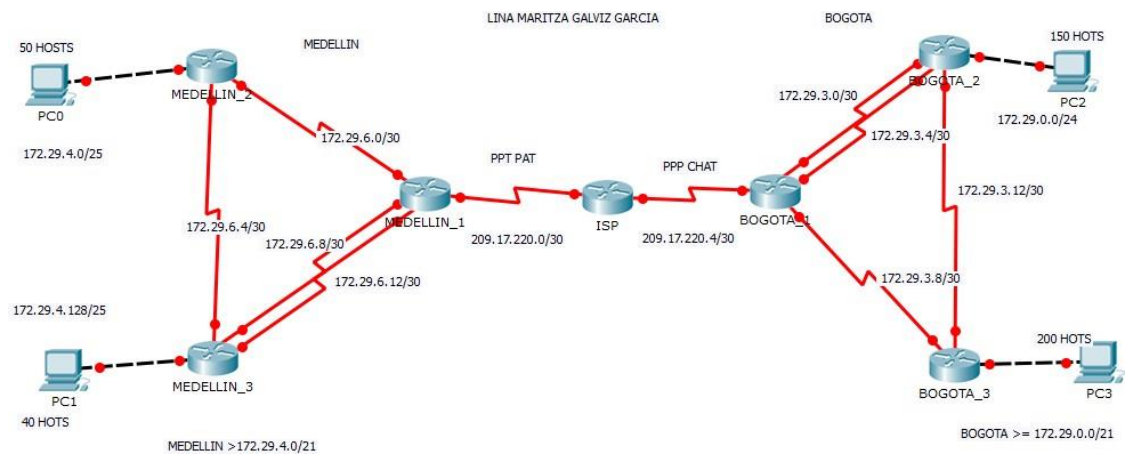 LINA MARITZA GALVIZ GARCIA
MEDELLIN
BOGOTA
50 HOSTS
PC0
172.29.4.0/25
MEDELLIN_2
172.29.6.0/30
172.29.6.4/30
MEDELLIN_1
172.29.6.8/30
172.29.6.12/30
172.29.4.128/25
PC1
40 HOTS
MEDELLIN_3
MEDELLIN >172.29.4.0/21
PPT PAT
209.17.220.0/30
ISP
PPP CHAT
209.17.220.4/30
BOGOTA_1
172.29.3.0/30
172.29.3.4/30
BOGOTA_2
150 HOTS
PC2
172.29.0.0/24
172.29.3.12/30
172.29.3.8/30
BOGOTA_3
200 HOTS
PC3
BOGOTA >= 172.29.0.0/21